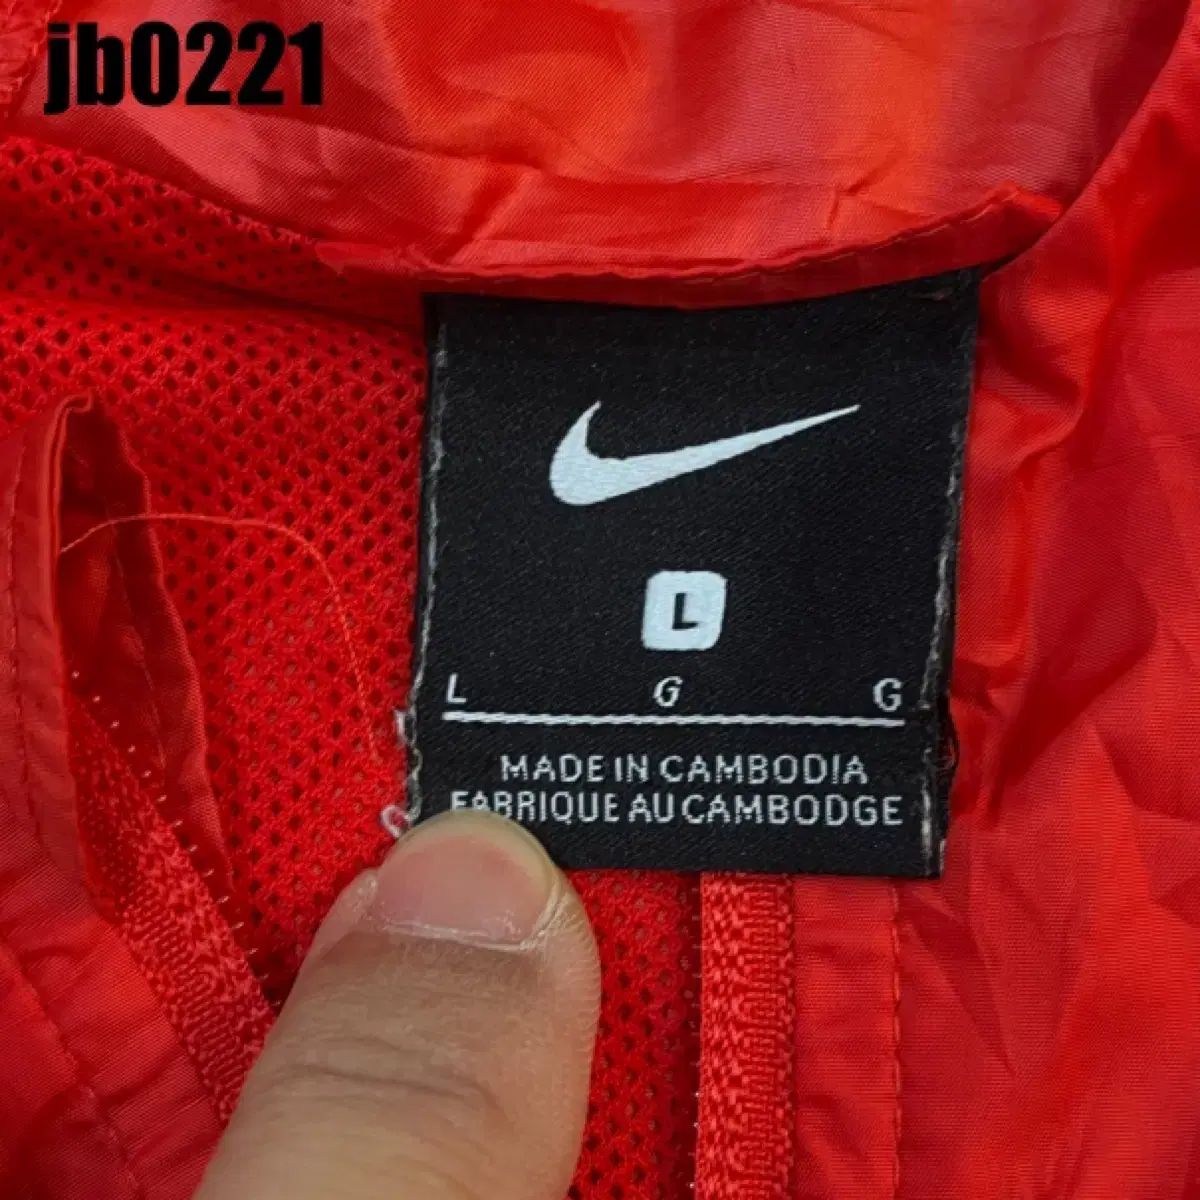 jb0221
L
L G G
MADE IN CAMBODIA
FABRIQUE AU CAMBODGE